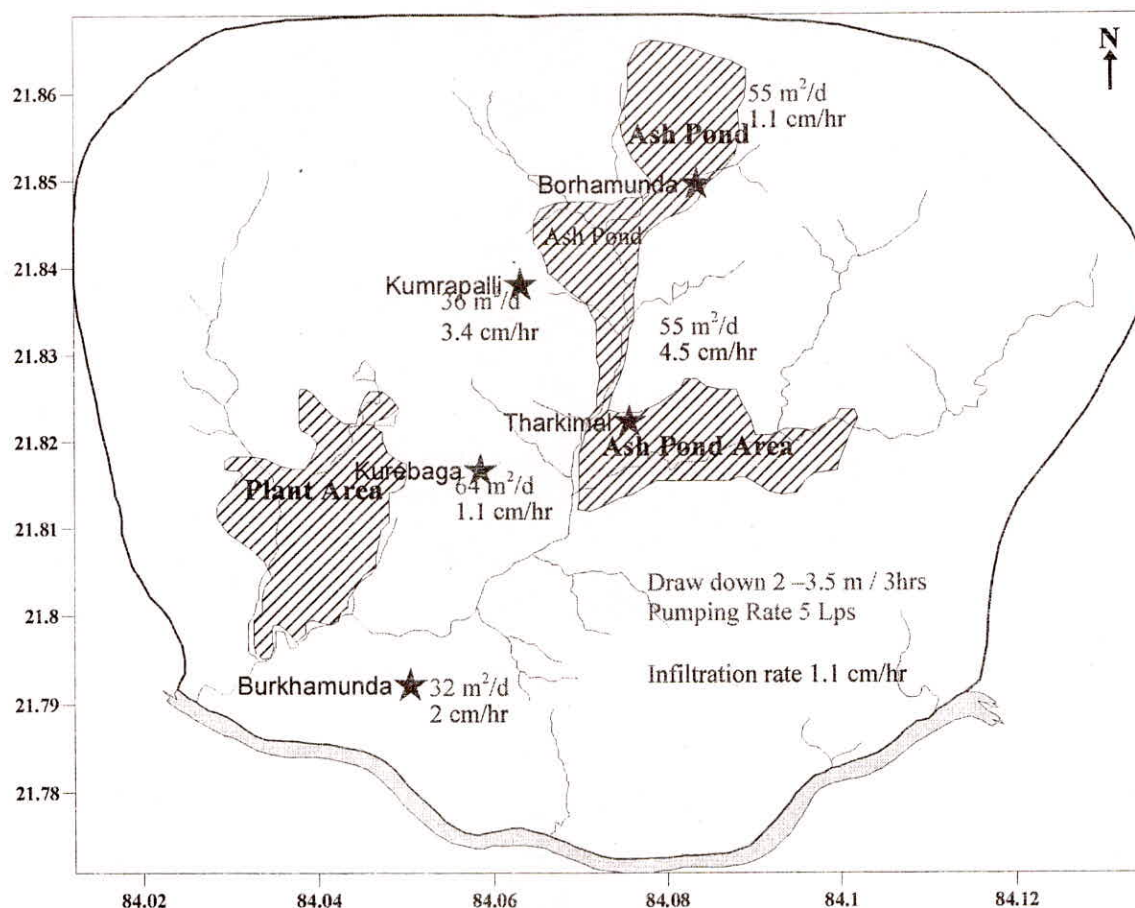 N
21.86
55 m²/d
1.1 cm/hr
Ash Pond
21.85
Borhamunda
Ash Pond
21.84
Kumrapalli
36 m²/d
3.4 cm/hr
21.83
55 m²/d
4.5 cm/hr
21.82
Tharkimal
Ash Pond Area
Kurebaga
Plant Area
64 m²/d
1.1 cm/hr
21.81
Draw down 2 –3.5 m / 3hrs
21.8
Pumping Rate 5 Lps
Infiltration rate 1.1 cm/hr
Burkhamunda
32 m²/d
21.79
2 cm/hr
21.78
84.02 84.04 84.06 84.08 84.1 84.12